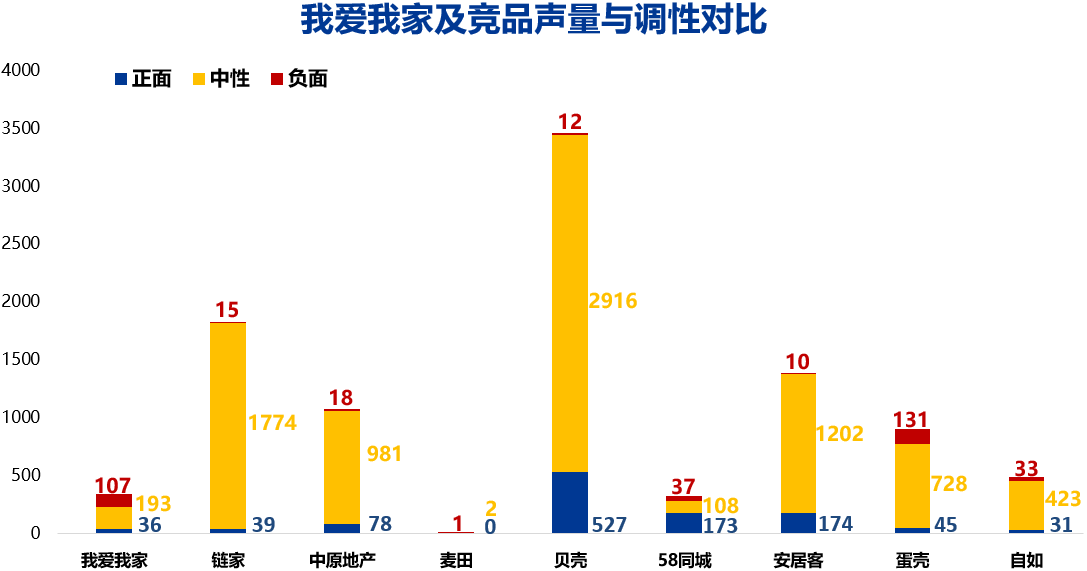 我爱我家及竞品声量与调性对比
正面 中性 负面
4000
3500
3000
2500
2000
1500
1000
500
0
107 193 36
15 1774 39
18 981 78
1 2 0
12 2916 527
37 108 173
10 1202 174
131 728 45
33 423 31
我爱我家 链家 中原地产 麦田 贝壳 58同城 安居客 蛋壳 自如